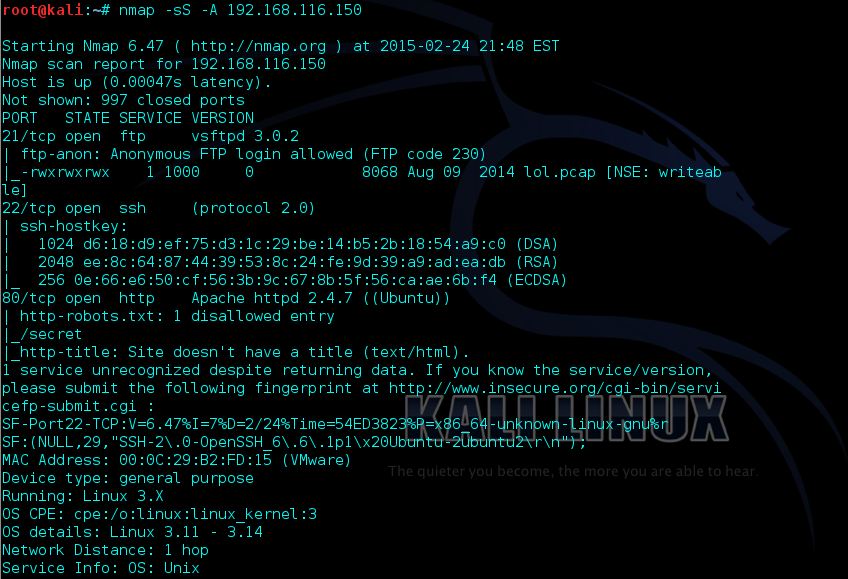 root@kali:~# nmap -sS -A 192.168.116.150
Starting Nmap 6.47 ( http://nmap.org ) at 2015-02-24 21:48 EST
Nmap scan report for 192.168.116.150
Host is up (0.00047s latency).
Not shown: 997 closed ports
PORT   STATE SERVICE VERSION
21/tcp open  ftp     vsftpd 3.0.2
| ftp-anon: Anonymous FTP login allowed (FTP code 230)
|_-rwxrwxrwx    1 1000     0            8068 Aug 09  2014 lol.pcap [NSE: writeab
le]
22/tcp open  ssh     (protocol 2.0)
| ssh-hostkey:
|   1024 d6:18:d9:ef:75:d3:1c:29:be:14:b5:2b:18:54:a9:c0 (DSA)
|   2048 ee:8c:64:87:44:39:53:8c:24:fe:9d:39:a9:ad:ea:db (RSA)
|_  256 0e:66:e6:50:cf:56:3b:9c:67:8b:5f:56:ca:ae:6b:f4 (ECDSA)
80/tcp open  http    Apache httpd 2.4.7 ((Ubuntu))
| http-robots.txt: 1 disallowed entry
|_/secret
|_http-title: Site doesn't have a title (text/html).
1 service unrecognized despite returning data. If you know the service/version,
please submit the following fingerprint at http://www.insecure.org/cgi-bin/servi
cefp-submit.cgi :
SF-Port22-TCP:V=6.47%I=7%D=2/24%Time=54ED3823%P=x86_64-unknown-linux-gnu%r
SF:(NULL,29,"SSH-2\.0-OpenSSH_6\.6\.1p1\x20Ubuntu-2ubuntu2\r\n");
MAC Address: 00:0C:29:B2:FD:15 (VMware)
Device type: general purpose
Running: Linux 3.X
OS CPE: cpe:/o:linux:linux_kernel:3
OS details: Linux 3.11 - 3.14
Network Distance: 1 hop
Service Info: OS: Unix
KALI LINUX
The quieter you become, the more you are able to hear.